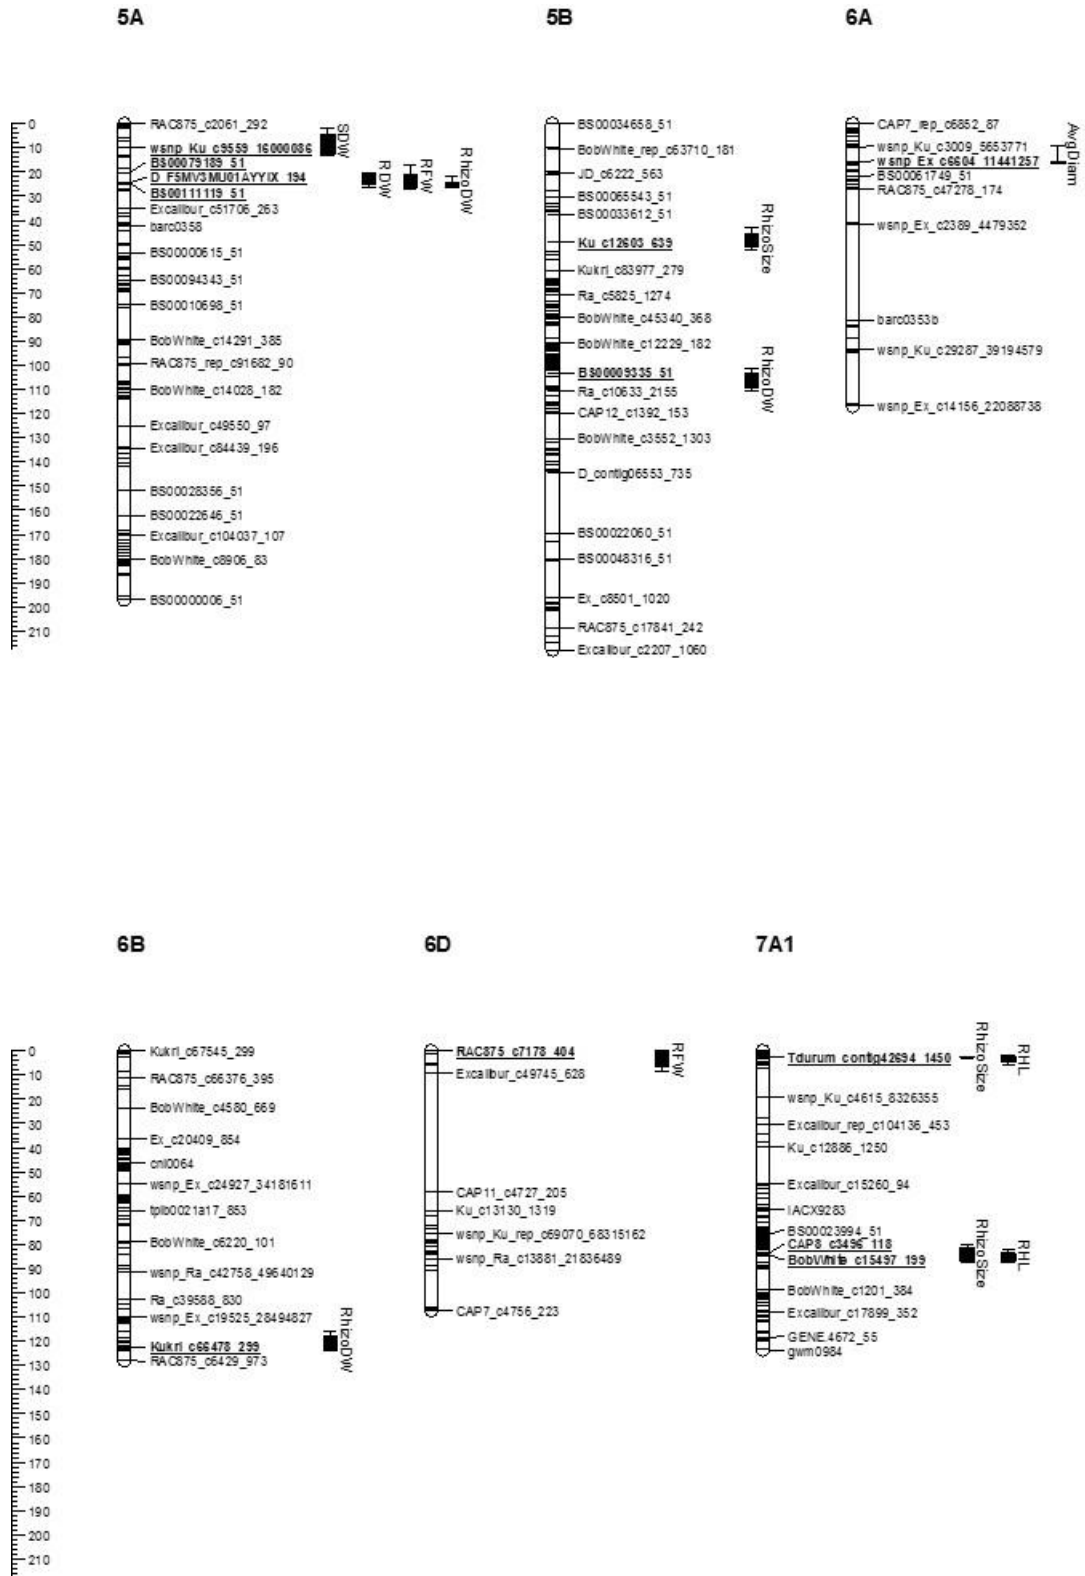 5A
5B
6A
0
10
20
30
40
50
60
70
80
90
100
110
120
130
140
150
160
170
180
190
200
210
RAC875_c2061_292
wsnp_Ku_c9559_16000086
BS00079189_51
D_F5MV3MU01AYYIX_194
BS00111119_51
Excalibur_c51706_263
barc0358
BS00000615_51
BS00094343_51
BS00010698_51
BobWhite_c14291_385
RAC875_rep_c91682_90
BobWhite_c14028_182
Excalibur_c49550_97
Excalibur_c84439_196
BS00028356_51
BS00022646_51
Excalibur_c104037_107
BobWhite_c8906_83
BS00000006_51
SDW
RDW
RFW
RhizoDW
BS00034658_51
BobWhite_rep_c63710_181
JD_c6222_563
BS00065543_51
BS00033612_51
Ku_c12603_639
Kukri_c83977_279
Ra_c5825_1274
BobWhite_c45340_368
BobWhite_c12229_182
BS00009335_51
Ra_c10633_2155
CAP12_c1392_153
BobWhite_c3552_1303
D_contig06553_735
BS00022060_51
BS00048316_51
Ex_c8501_1020
RAC875_c17841_242
Excalibur_c2207_1060
RhizoSize
RhizoDW
CAP7_rep_c6852_87
wsnp_Ku_c3009_5653771
wsnp_Ex_c6604_11441257
BS00061749_51
RAC875_c47278_174
wsnp_Ex_c2389_4479352
barc0353b
wsnp_Ku_c29287_39194579
wsnp_Ex_c14156_22088738
AvgDiam
6B
6D
7A1
0
10
20
30
40
50
60
70
80
90
100
110
120
130
140
150
160
170
180
190
200
210
Kukri_c67545_299
RAC875_c66376_395
BobWhite_c4580_669
Ex_c20409_854
cnl0064
wsnp_Ex_c24927_34181611
tplb0021a17_853
BobWhite_c6220_101
wsnp_Ra_c42758_49640129
Ra_c39588_830
wsnp_Ex_c19525_28494827
Kukri_c66478_299
RAC875_c6429_973
RhizoDW
RAC875_c7178_404
Excalibur_c49745_628
CAP11_c4727_205
Ku_c13130_1319
wsnp_Ku_rep_c69070_68315162
wsnp_Ra_c13881_21836489
CAP7_c4756_223
RFW
Tdurum_contig42694_1450
wsnp_Ku_c4615_8326355
Excalibur_rep_c104136_453
Ku_c12886_1250
Excalibur_c15260_94
IACX9283
BS00023994_51
CAP8_c3496_118
BobWhite_c15497_199
BobWhite_c1201_384
Excalibur_c17899_352
GENE.4672_55
gwm0984
RhizoSize
RHL
RhizoSize
RHL